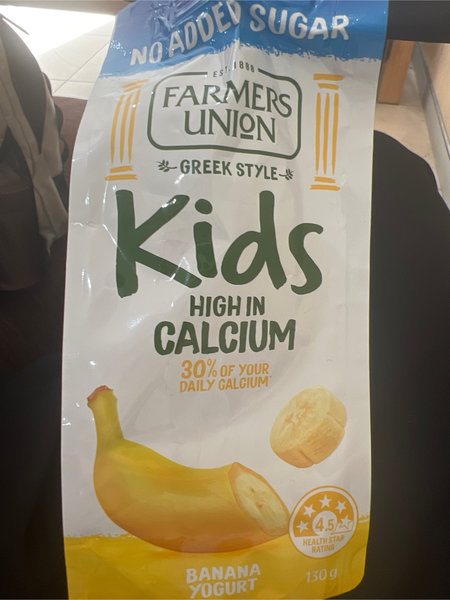 NO ADDED SUGAR
EST. 1888
FARMERS
UNION
GREEK STYLE
Kids
HIGH IN
CALCIUM
30% OF YOUR
DAILY CALCIUM*
4.5
HEALTH STAR
RATING
BANANA
YOGURT
130g